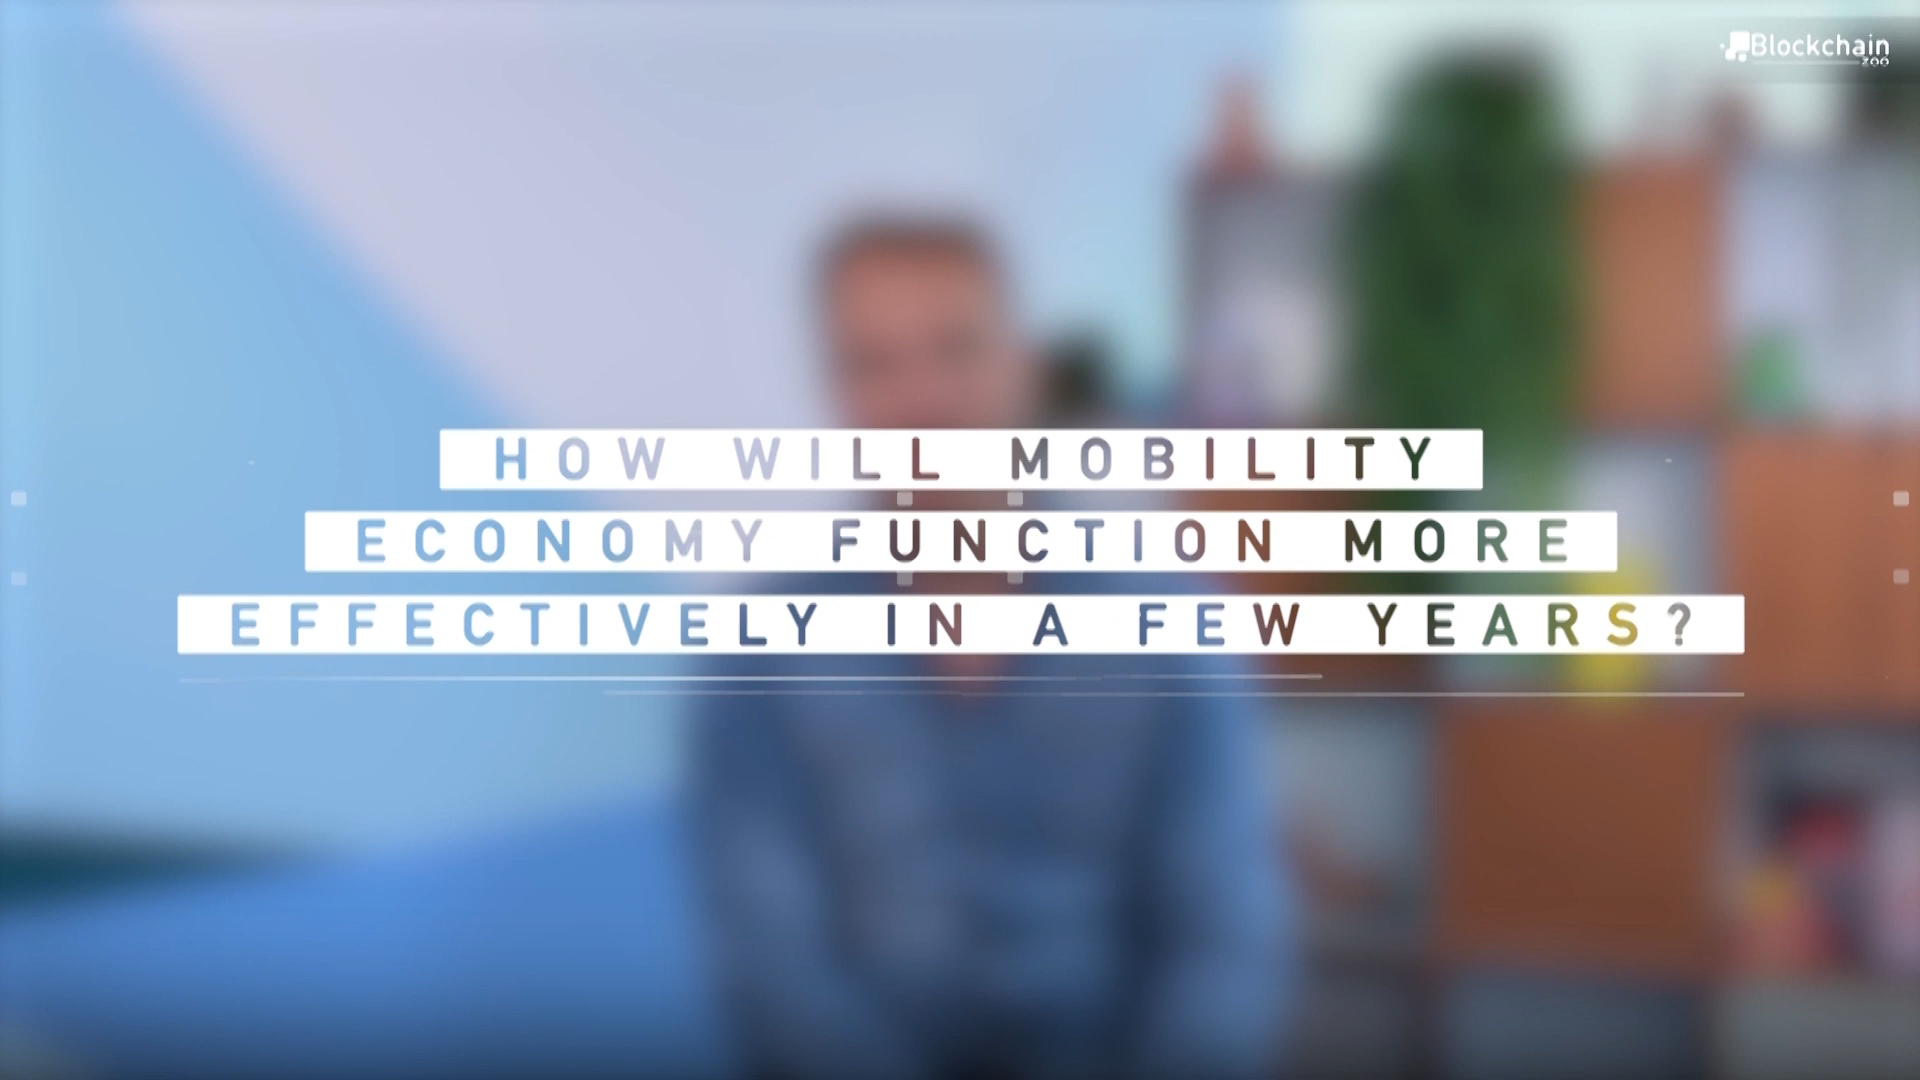 Blockchain
ZOO
HOW WILL MOBILITY
ECONOMY FUNCTION MORE
EFFECTIVELY IN A FEW YEARS?